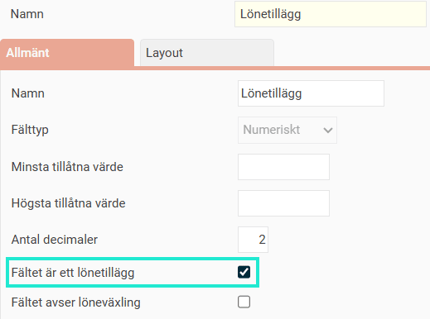 Namn Lönetillägg
Allmänt Layout
Namn Lönetillägg
Fälttyp Numeriskt
Minsta tillåtna värde
Högsta tillåtna värde
Antal decimaler 2
Fältet är ett lönetillägg
Fältet avser löneväxling